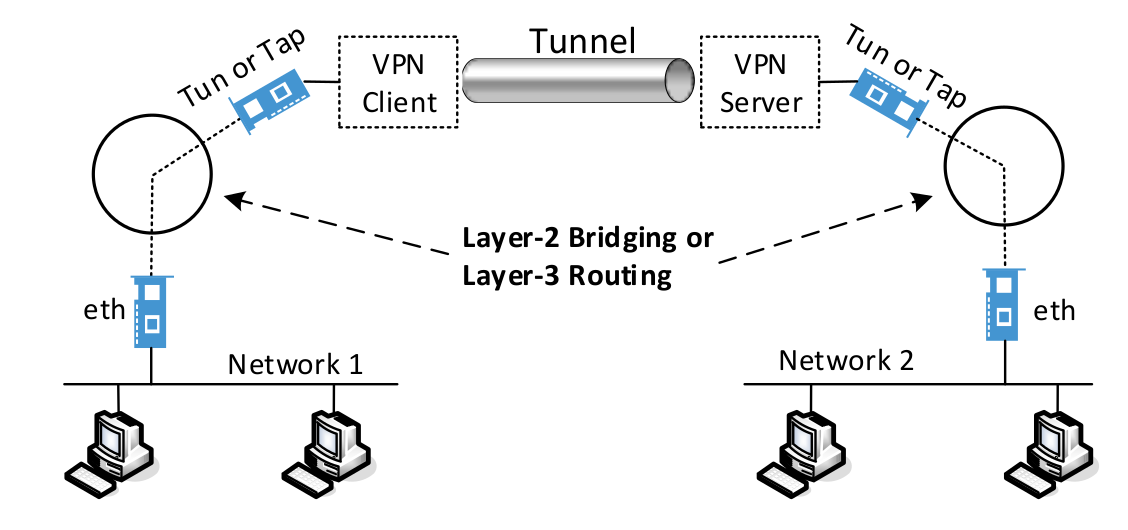 Tunnel
Tun or Tap
VPN
Client
VPN
Server
Tun or Tap
Layer-2 Bridging or
Layer-3 Routing
eth
eth
Network 1
Network 2